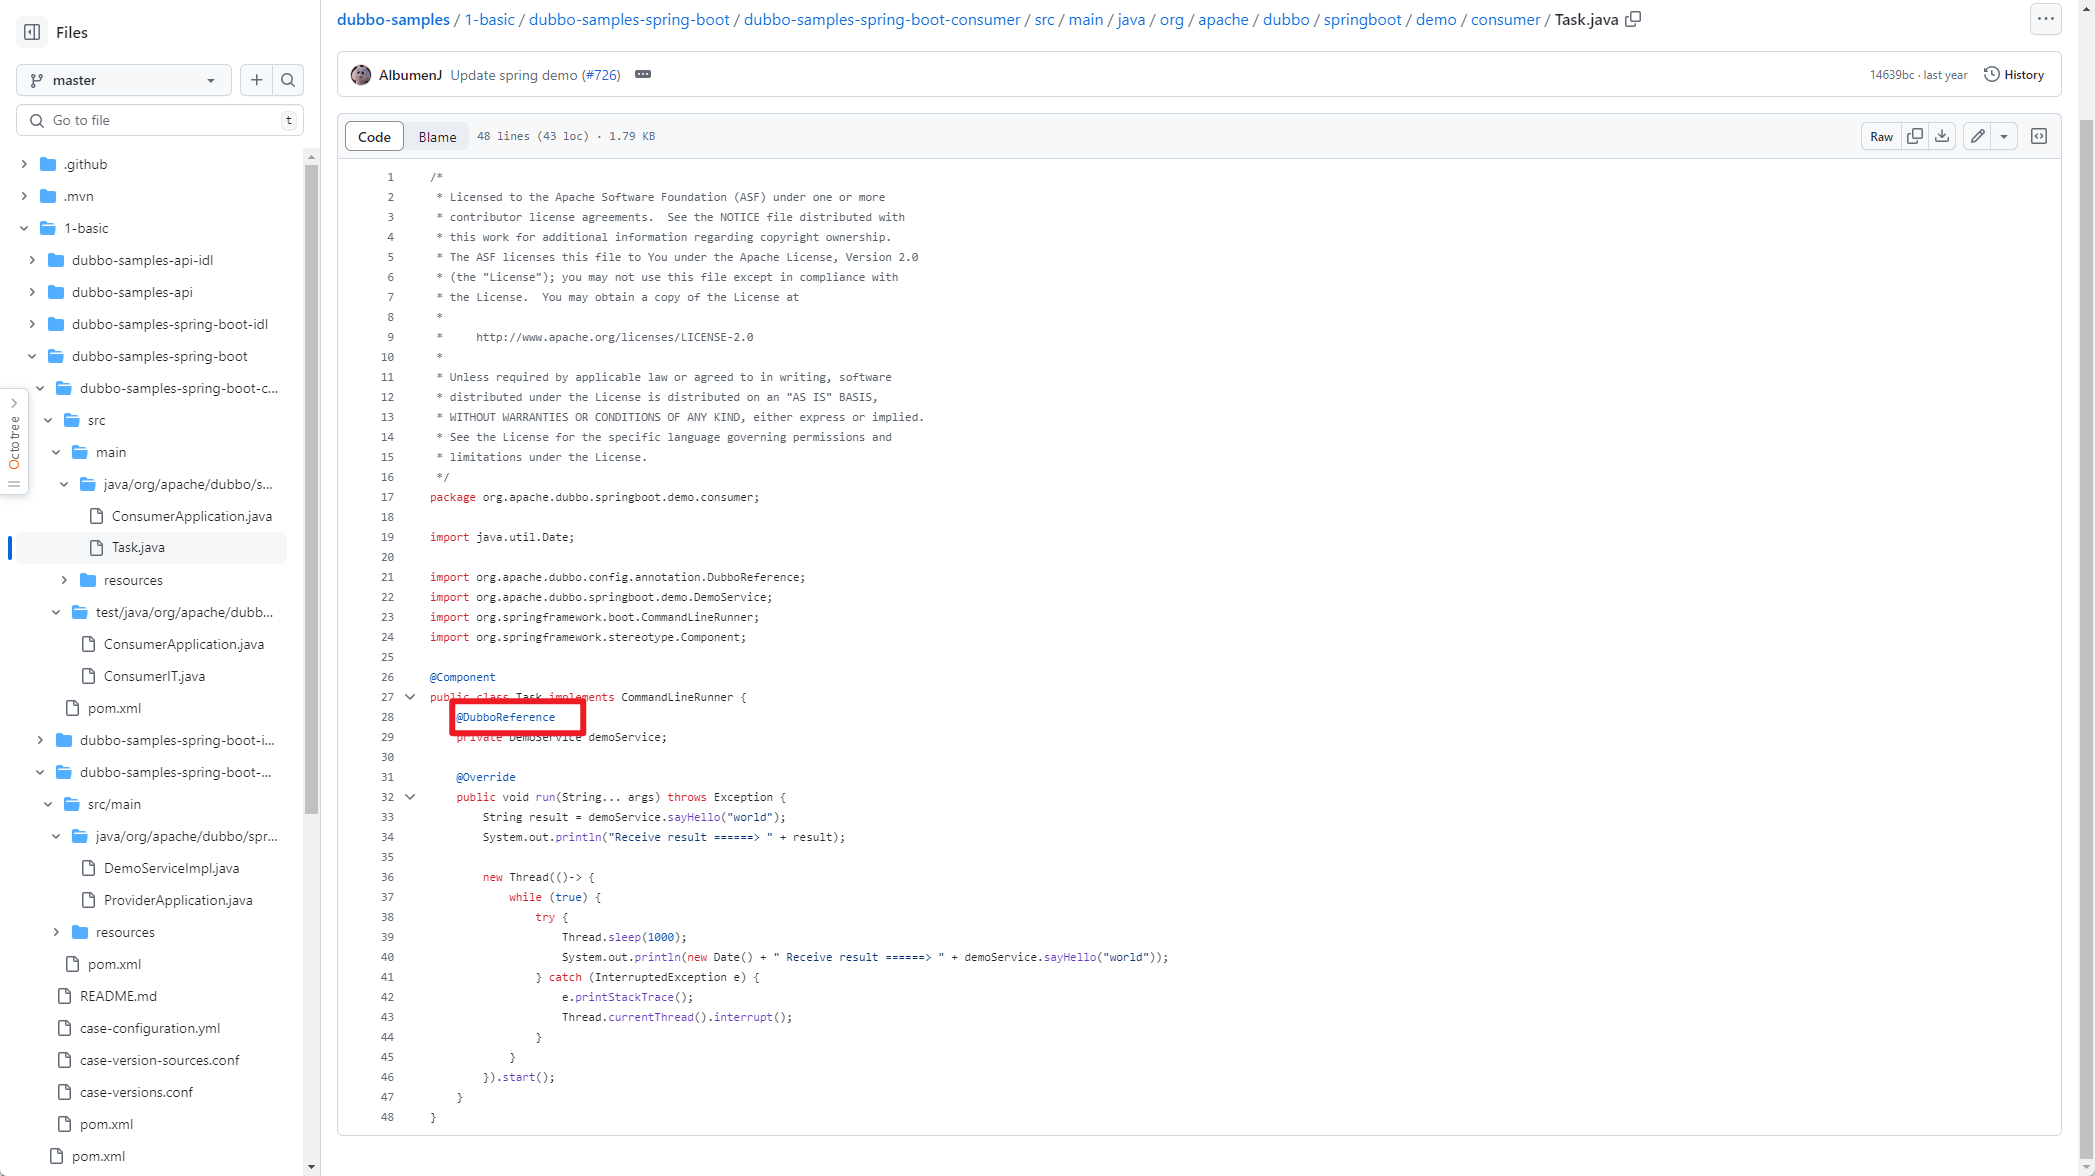 Files
master
Go to file
t
.github
.mvn
1-basic
dubbo-samples-api-idl
dubbo-samples-api
dubbo-samples-spring-boot-idl
dubbo-samples-spring-boot
dubbo-samples-spring-boot-c...
src
main
java/org/apache/dubbo/s...
ConsumerApplication.java
Task.java
resources
test/java/org/apache/dubb...
ConsumerApplication.java
ConsumerIT.java
pom.xml
dubbo-samples-spring-boot-i...
dubbo-samples-spring-boot-...
src/main
java/org/apache/dubbo/spr...
DemoServiceImpl.java
ProviderApplication.java
resources
pom.xml
README.md
case-configuration.yml
case-version-sources.conf
case-versions.conf
pom.xml
pom.xml
Octotree
dubbo-samples / 1-basic / dubbo-samples-spring-boot / dubbo-samples-spring-boot-consumer / src / main / java / org / apache / dubbo / springboot / demo / consumer / Task.java
AlbumenJ Update spring demo (#726)
14639bc · last year History
Code Blame 48 lines (43 loc) · 1.79 KB
Raw
1 /*
2 * Licensed to the Apache Software Foundation (ASF) under one or more
3 * contributor license agreements.  See the NOTICE file distributed with
4 * this work for additional information regarding copyright ownership.
5 * The ASF licenses this file to You under the Apache License, Version 2.0
6 * (the "License"); you may not use this file except in compliance with
7 * the License.  You may obtain a copy of the License at
8 *
9 *     http://www.apache.org/licenses/LICENSE-2.0
10 *
11 * Unless required by applicable law or agreed to in writing, software
12 * distributed under the License is distributed on an "AS IS" BASIS,
13 * WITHOUT WARRANTIES OR CONDITIONS OF ANY KIND, either express or implied.
14 * See the License for the specific language governing permissions and
15 * limitations under the License.
16 */
17 package org.apache.dubbo.springboot.demo.consumer;
18
19 import java.util.Date;
20
21 import org.apache.dubbo.config.annotation.DubboReference;
22 import org.apache.dubbo.springboot.demo.DemoService;
23 import org.springframework.boot.CommandLineRunner;
24 import org.springframework.stereotype.Component;
25
26 @Component
27 public class Task implements CommandLineRunner {
28 @DubboReference
29 private DemoService demoService;
30
31 @Override
32 public void run(String... args) throws Exception {
33 String result = demoService.sayHello("world");
34 System.out.println("Receive result ======> " + result);
35
36 new Thread(()-> {
37 while (true) {
38 try {
39 Thread.sleep(1000);
40 System.out.println(new Date() + " Receive result ======> " + demoService.sayHello("world"));
41 } catch (InterruptedException e) {
42 e.printStackTrace();
43 Thread.currentThread().interrupt();
44 }
45 }
46 }).start();
47 }
48 }